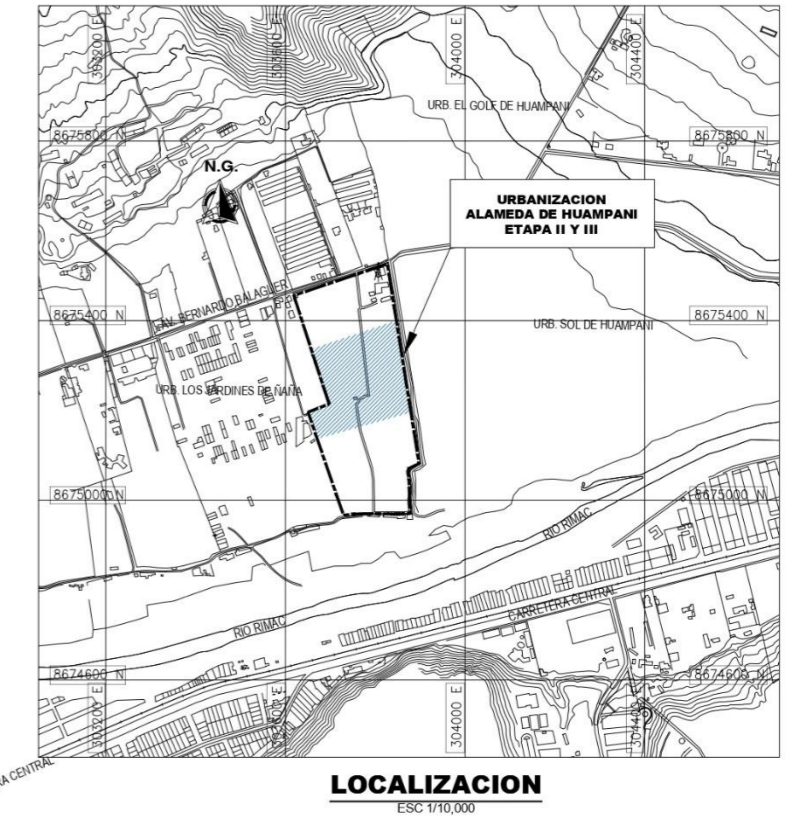 303200 E
303600 E
304000 E
304400 E
URB. EL GOLF DE HUAMPANI
8675800 N
8675800 N
N.G.
URBANIZACION
ALAMEDA DE HUAMPANI
ETAPA II Y III
AV. BERNARDO BALAGUER
8675400 N
8675400 N
URB. SOL DE HUAMPANI
URB. LOS JARDINES DE ÑAÑA
8675000 N
8675000 N
RIO RIMAC
CARRETERA CENTRAL
RIO RIMAC
8674600 N
8674600 N
303200 E
303600 E
304000 E
304400 E
RA CENTRAL
LOCALIZACION
ESC 1/10,000